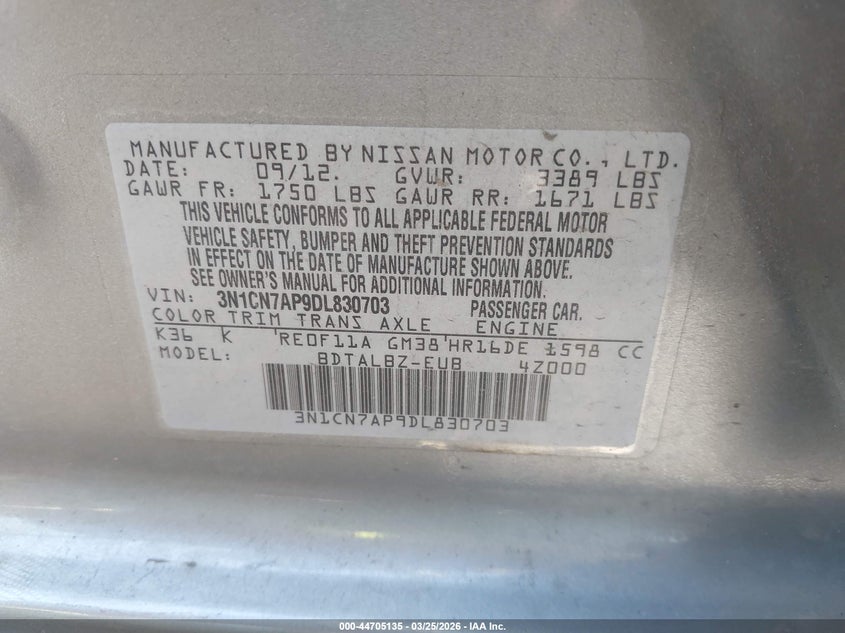 MANUFACTURED BY NISSAN MOTOR CO., LTD.
DATE: 09/12. GVWR: 3389 LBS
GAWR FR: 1750 LBS GAWR RR: 1671 LBS
THIS VEHICLE CONFORMS TO ALL APPLICABLE FEDERAL MOTOR
VEHICLE SAFETY, BUMPER AND THEFT PREVENTION STANDARDS
IN EFFECT ON THE DATE OF MANUFACTURE SHOWN ABOVE.
SEE OWNER'S MANUAL FOR ADDITIONAL INFORMATION.
VIN: 3N1CN7AP9DL830703 PASSENGER CAR.
COLOR TRIM TRANS AXLE ENGINE
K36 K RE0F11A GM38 HR16DE 1598 CC
MODEL: BDTALBZ-EUB 4Z000
3N1CN7AP9DL830703
000-44705135 - 03/25/2026 - IAA Inc.